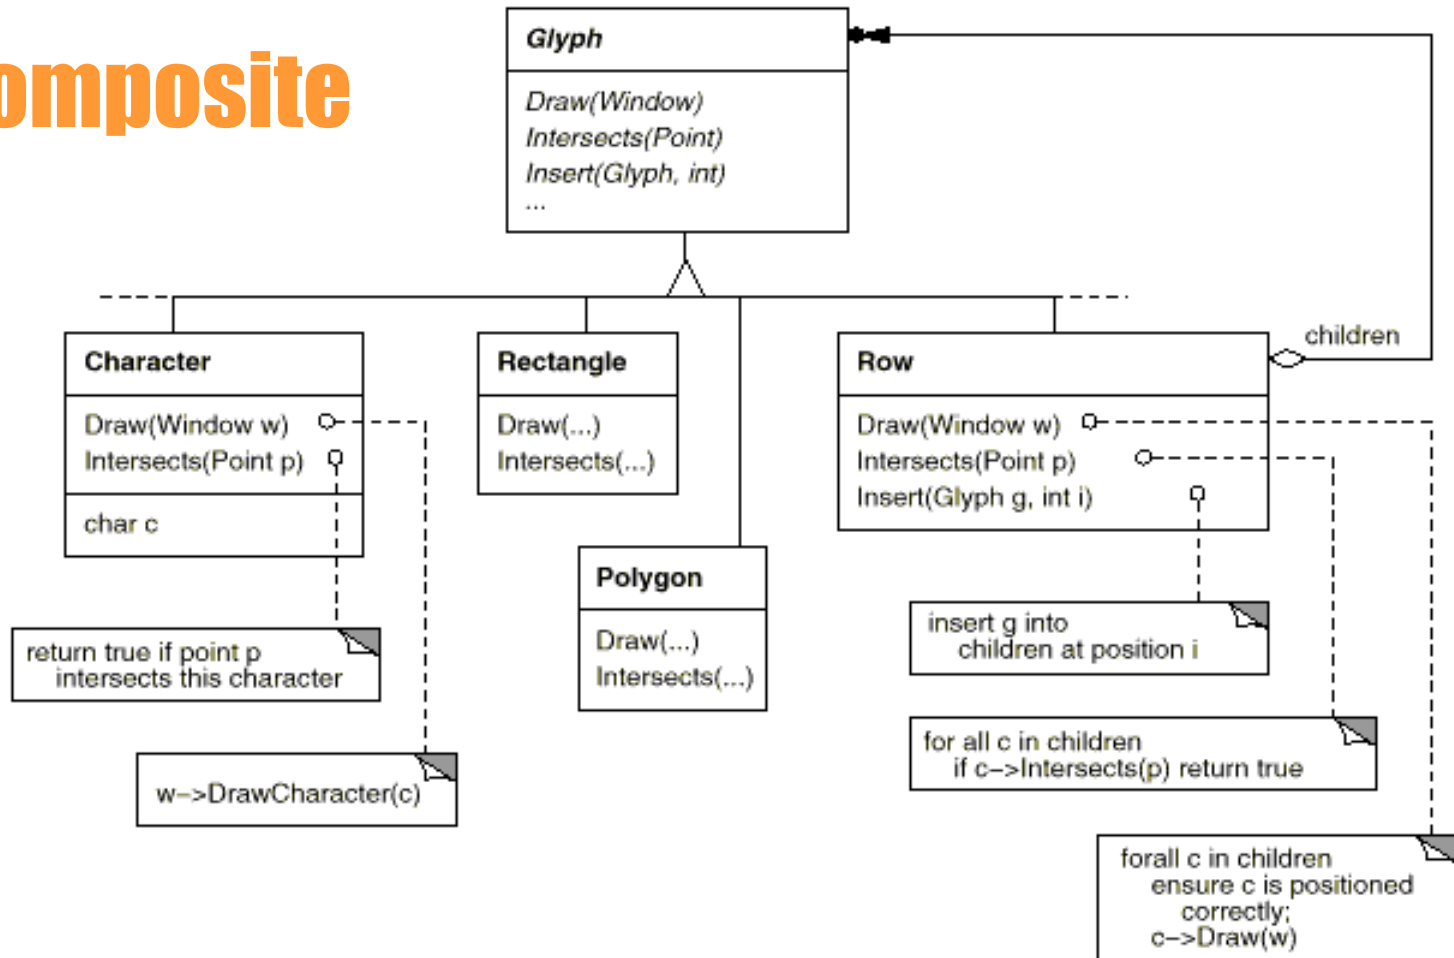 omposite
Glyph
Draw(Window)
Intersects(Point)
Insert(Glyph, int)
...
children
Character
Draw(Window w)
Intersects(Point p)
char c
Rectangle
Draw(...)
Intersects(...)
Row
Draw(Window w)
Intersects(Point p)
Insert(Glyph g, int i)
Polygon
Draw(...)
Intersects(...)
return true if point p
intersects this character
w->DrawCharacter(c)
insert g into
children at position i
for all c in children
if c->Intersects(p) return true
forall c in children
ensure c is positioned
correctly;
c->Draw(w)